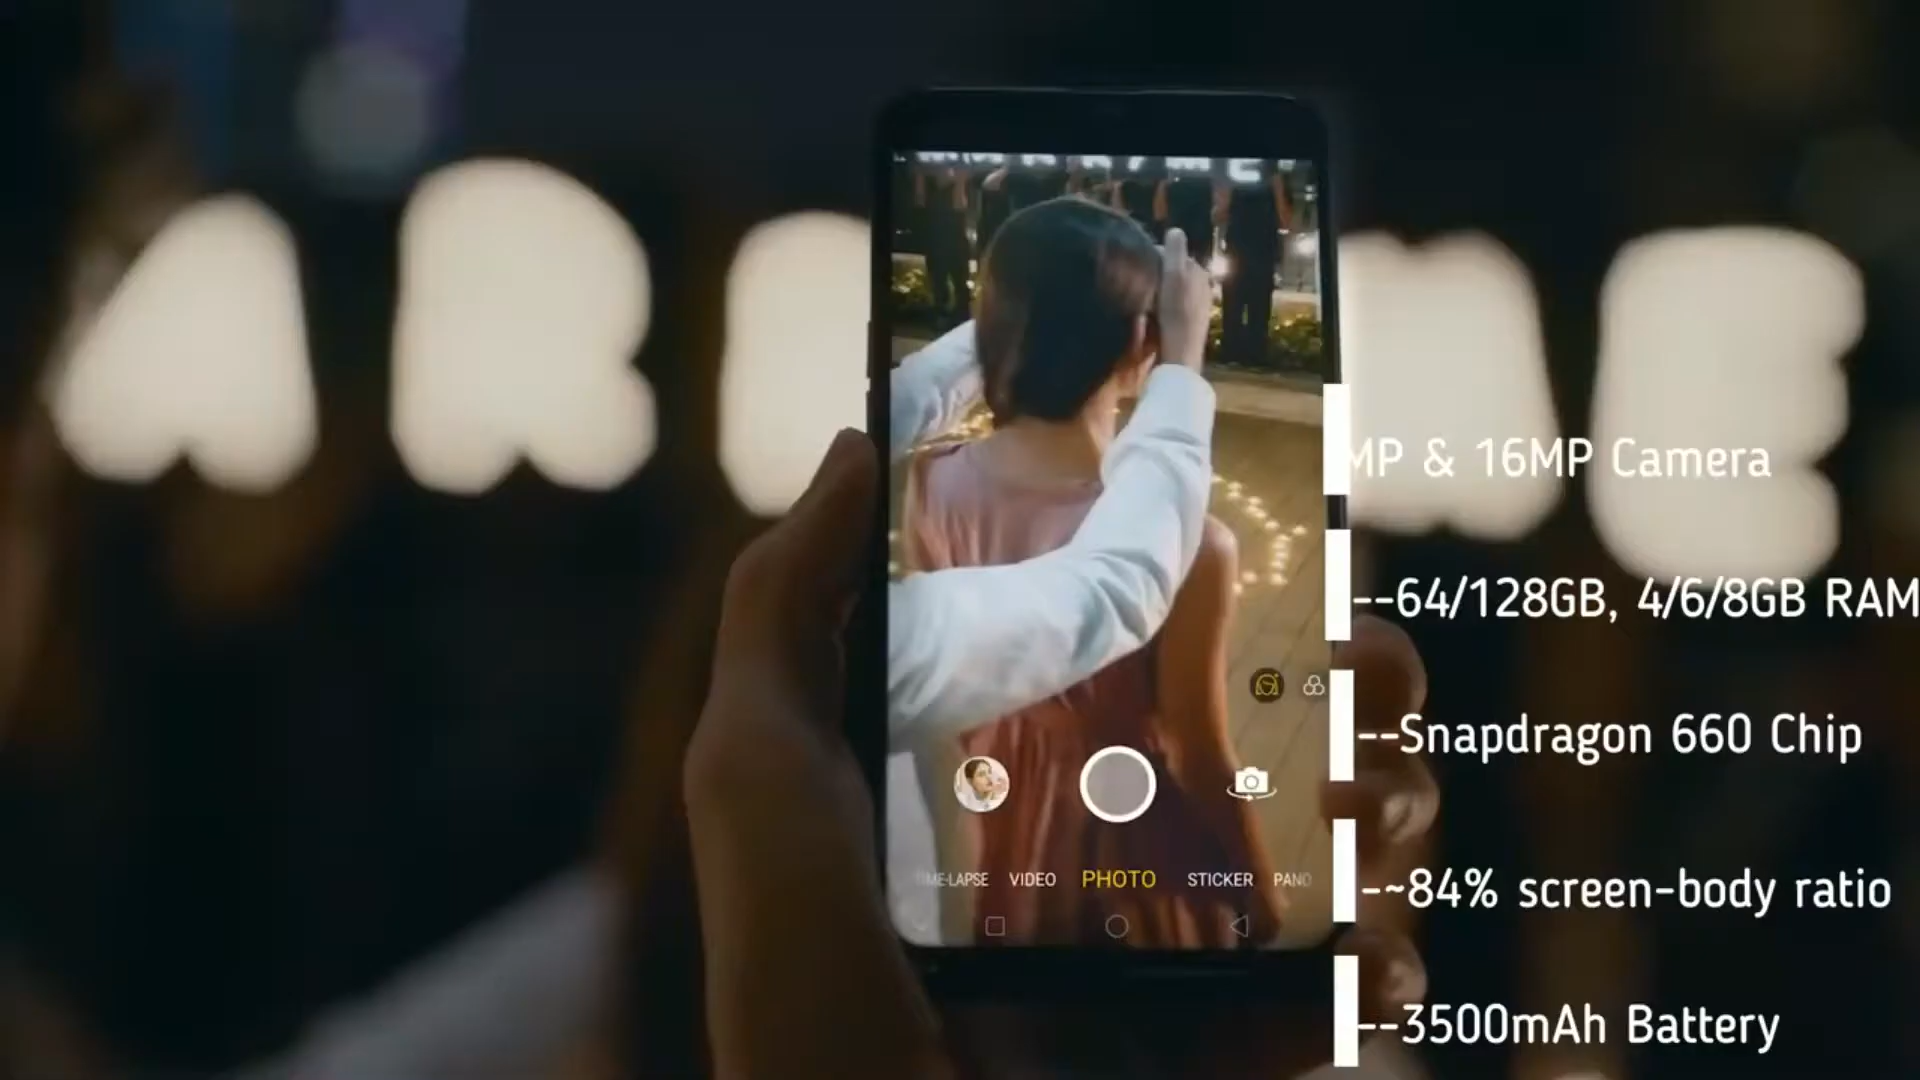 MP & 16MP Camera
--64/128GB, 4/6/8GB RAM
--Snapdragon 660 Chip
--~84% screen-body ratio
--3500mAh Battery
TIME-LAPSE VIDEO PHOTO STICKER PANO